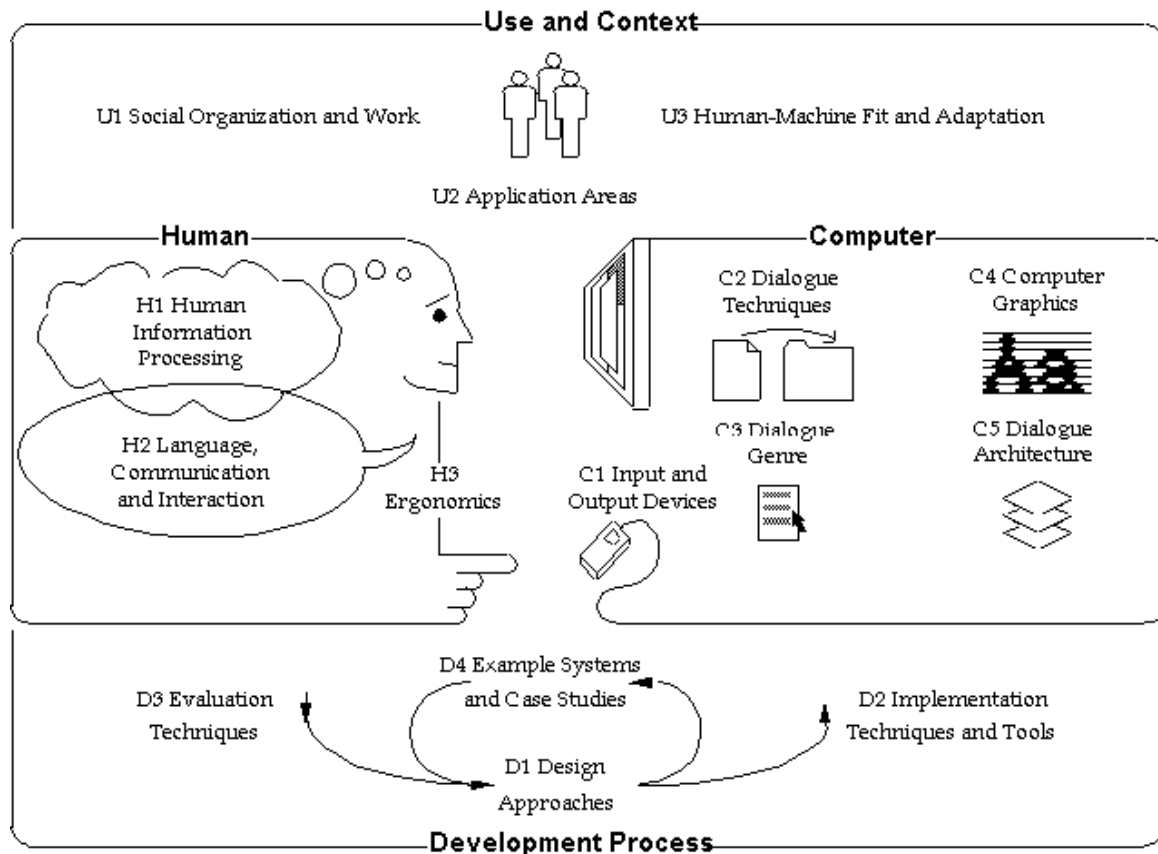 Use and Context
U1 Social Organization and Work
U3 Human-Machine Fit and Adaptation
U2 Application Areas
Human
H1 Human
Information
Processing
H2 Language,
Communication
and Interaction
H3
Ergonomics
Computer
C2 Dialogue
Techniques
C4 Computer
Graphics
Aa
C3 Dialogue
Genre
C5 Dialogue
Architecture
C1 Input and
Output Devices
D4 Example Systems
and Case Studies
D3 Evaluation
Techniques
D2 Implementation
Techniques and Tools
D1 Design
Approaches
Development Process